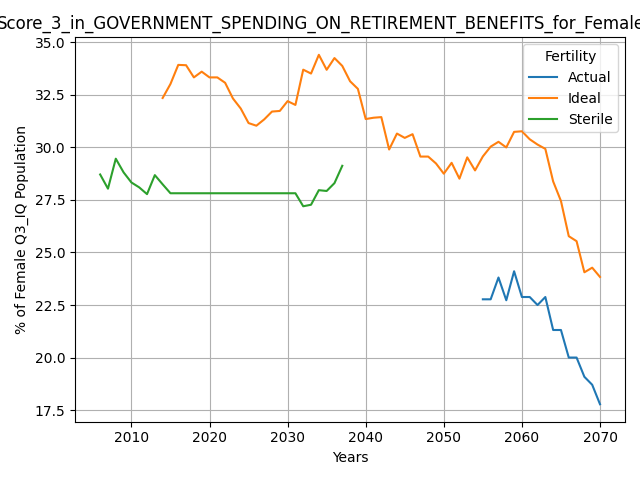 Score_3_in_GOVERNMENT_SPENDING_ON_RETIREMENT_BENEFITS_for_Female
35.0
32.5
30.0
27.5
25.0
22.5
20.0
17.5
% of Female Q3_IQ Population
Fertility
Actual
Ideal
Sterile
2010 2020 2030 2040 2050 2060 2070
Years